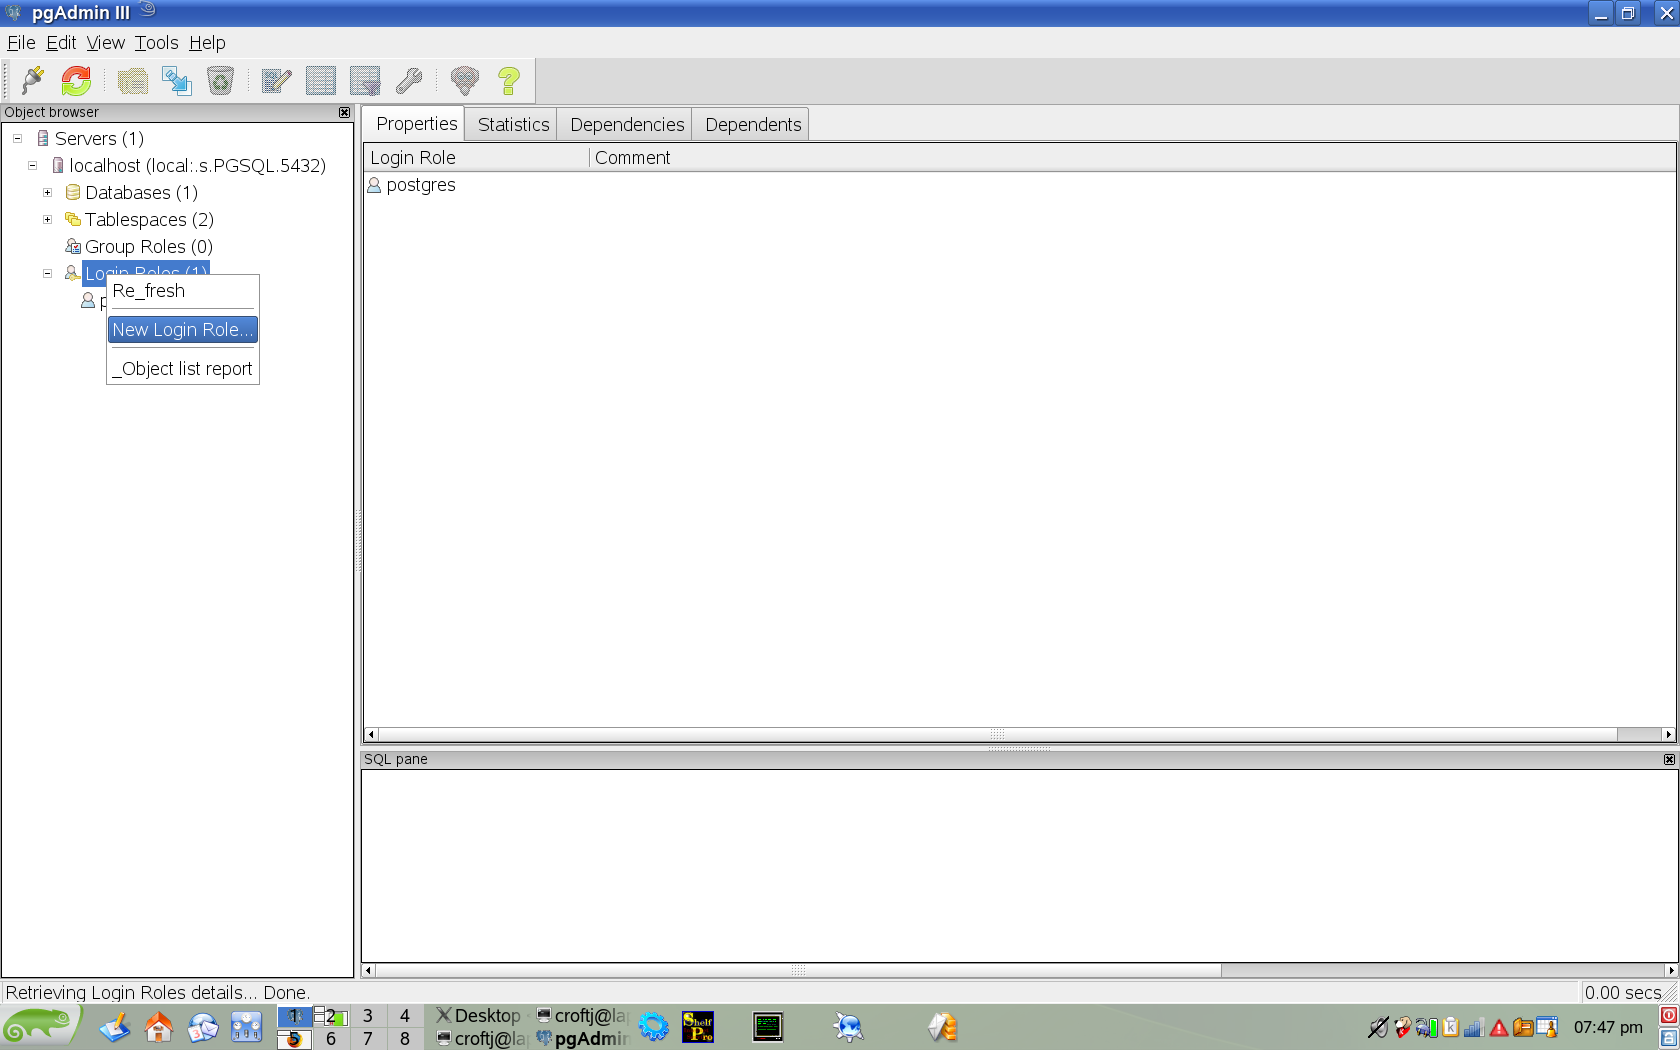 pgAdmin III
File Edit View Tools Help
Object browser
Servers (1)
localhost (local:.s.PGSQL.5432)
Databases (1)
Tablespaces (2)
Group Roles (0)
Login Roles (1)
p
Re_fresh
New Login Role...
_Object list report
Properties Statistics Dependencies Dependents
Login Role Comment
postgres
SQL pane
Retrieving Login Roles details... Done.
0.00 secs
1 2 3 4
5 6 7 8
Desktop croftj@la
croftj@la pgAdmin
Shelf
Pro
07:47 pm